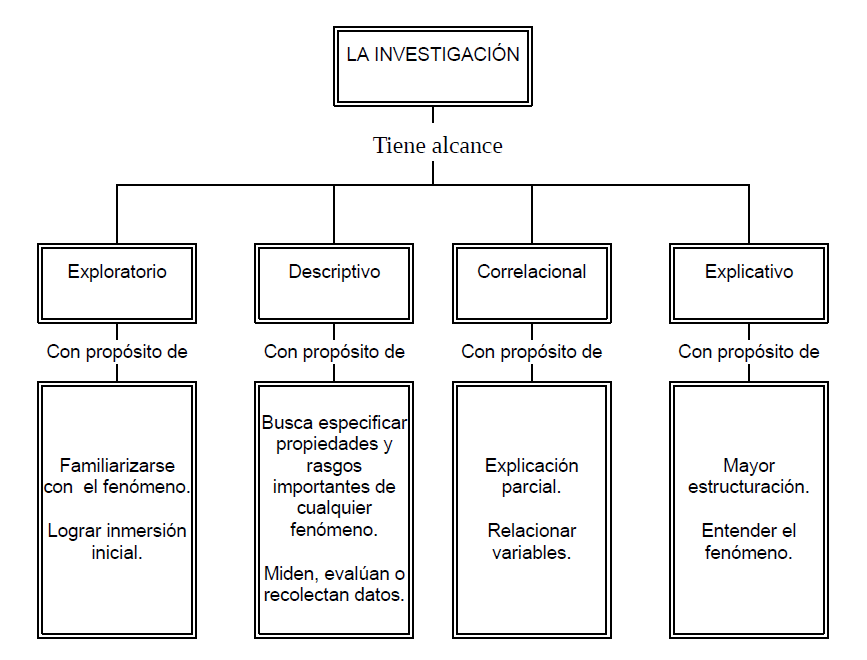 LA INVESTIGACIÓN
Tiene alcance
Exploratorio
Descriptivo
Correlacional
Explicativo
Con propósito de
Con propósito de
Con propósito de
Con propósito de
Familiarizarse
con el fenómeno.
Lograr inmersión
inicial.
Busca especificar
propiedades y
rasgos
importantes de
cualquier
fenómeno.
Miden, evalúan o
recolectan datos.
Explicación
parcial.
Relacionar
variables.
Mayor
estructuración.
Entender el
fenómeno.